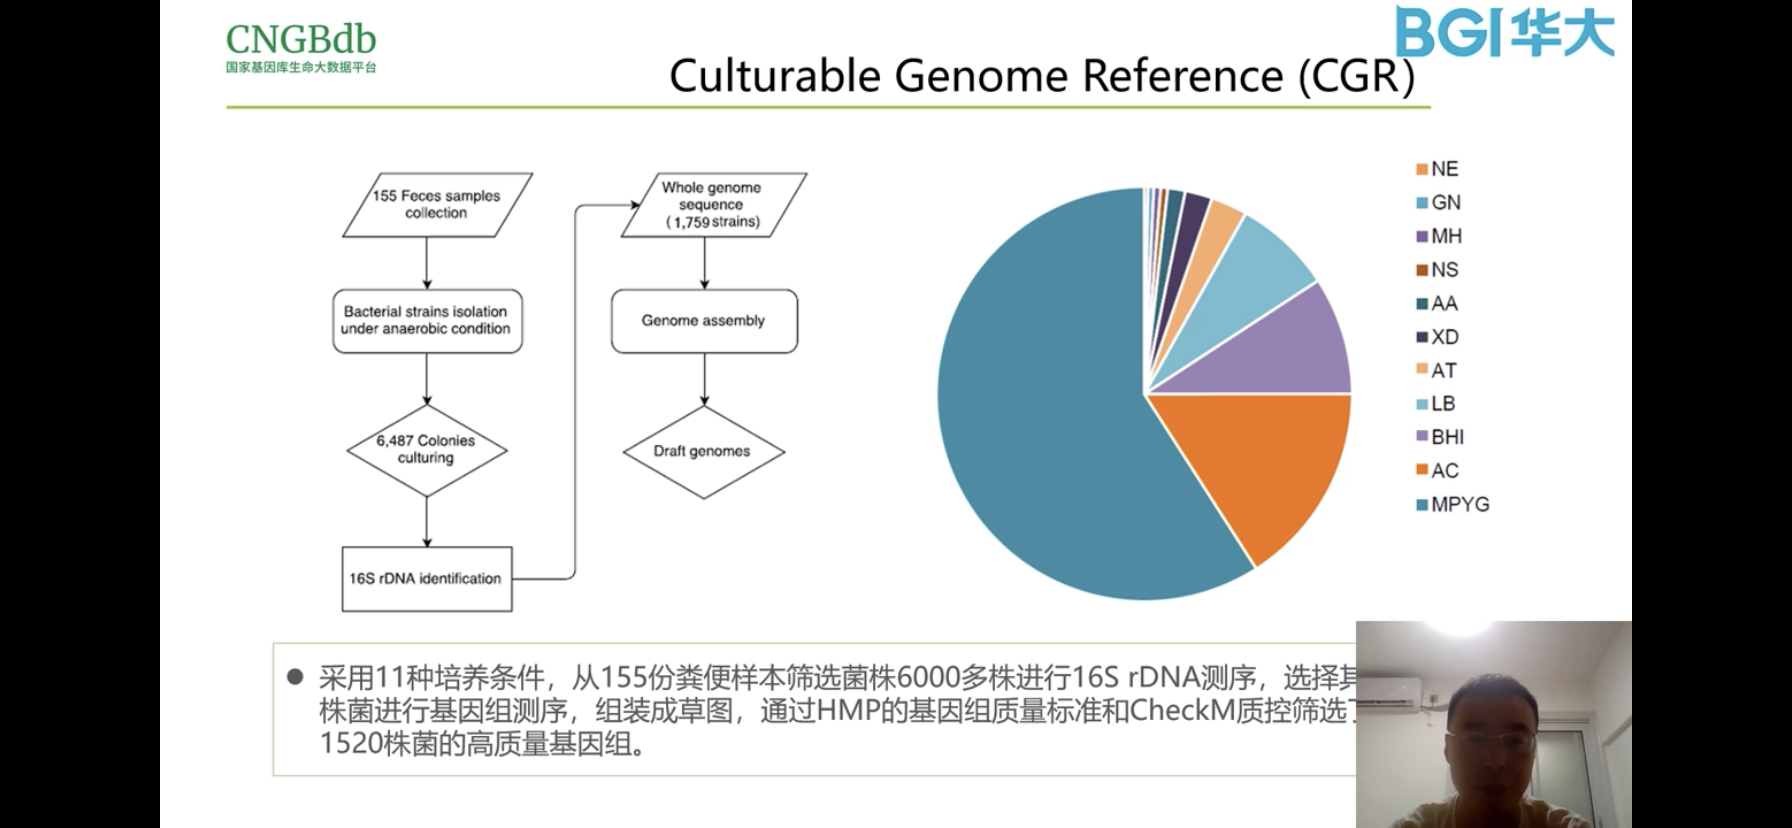 CNGBdb
国家基因库生命大数据平台
BGI华大
Culturable Genome Reference (CGR)
155 Feces samples
collection
Bacterial strains isolation
under anaerobic condition
6,487 Colonies
culturing
16S rDNA identification
Whole genome
sequence
(1,759 strains)
Genome assembly
Draft genomes
NE
GN
MH
NS
AA
XD
AT
LB
BHI
AC
MPYG
● 采用11种培养条件，从155份粪便样本筛选菌株6000多株进行16S rDNA测序，选择
株菌进行基因组测序，组装成草图，通过HMP的基因组质量标准和CheckM质控筛选
1520株菌的高质量基因组。